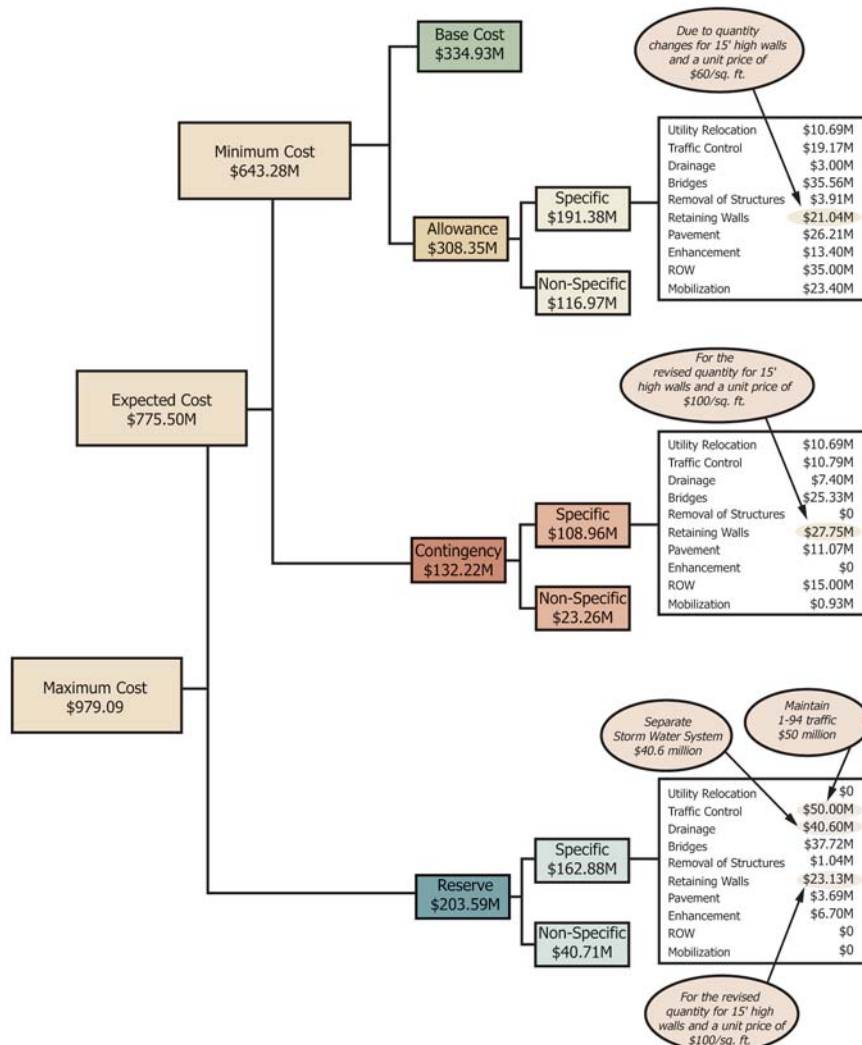 Base Cost
$334.93M
Due to quantity
changes for 15' high walls
and a unit price of
$60/sq. ft.
Minimum Cost
$643.28M
Allowance
$308.35M
Specific
$191.38M
Non-Specific
$116.97M
Utility Relocation $10.69M
Traffic Control $19.17M
Drainage $3.00M
Bridges $35.56M
Removal of Structures $3.91M
Retaining Walls $21.04M
Pavement $26.21M
Enhancement $13.40M
ROW $35.00M
Mobilization $23.40M
For the
revised quantity for 15'
high walls and a unit price of
$100/sq. ft.
Expected Cost
$775.50M
Contingency
$132.22M
Specific
$108.96M
Non-Specific
$23.26M
Utility Relocation $10.69M
Traffic Control $10.79M
Drainage $7.40M
Bridges $25.33M
Removal of Structures $0
Retaining Walls $27.75M
Pavement $11.07M
Enhancement $0
ROW $15.00M
Mobilization $0.93M
Maximum Cost
$979.09
Separate
Storm Water System
$40.6 million
Maintain
1-94 traffic
$50 million
Reserve
$203.59M
Specific
$162.88M
Non-Specific
$40.71M
Utility Relocation $0
Traffic Control $50.00M
Drainage $40.60M
Bridges $37.72M
Removal of Structures $1.04M
Retaining Walls $23.13M
Pavement $3.69M
Enhancement $6.70M
ROW $0
Mobilization $0
For the revised
quantity for 15' high
walls and a unit price of
$100/sq. ft.